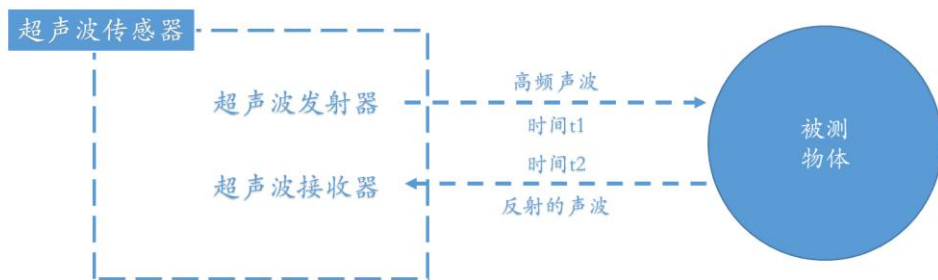 超声波传感器
超声波发射器
高频声波
时间t1
时间t2
超声波接收器
反射的声波
被测
物体